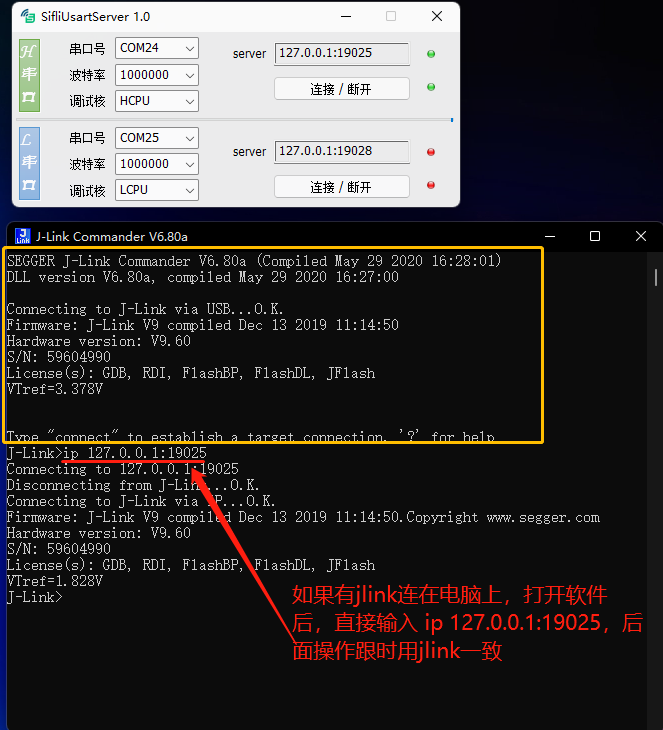 SifliUsartServer 1.0
H 串口
串口号 COM24
server 127.0.0.1:19025
波特率 1000000
连接 / 断开
调试核 HCPU
L 串口
串口号 COM25
server 127.0.0.1:19028
波特率 1000000
连接 / 断开
调试核 LCPU
J-Link Commander V6.80a
SEGGER J-Link Commander V6.80a (Compiled May 29 2020 16:28:01)
DLL version V6.80a, compiled May 29 2020 16:27:00
Connecting to J-Link via USB...O.K.
Firmware: J-Link V9 compiled Dec 13 2019 11:14:50
Hardware version: V9.60
S/N: 59604990
License(s): GDB, RDI, FlashBP, FlashDL, JFlash
VTref=3.378V
Type "connect" to establish a target connection, '?' for help
J-Link>ip 127.0.0.1:19025
Connecting to 127.0.0.1:19025
Disconnecting from J-Link...O.K.
Connecting to J-Link via IP...O.K.
Firmware: J-Link V9 compiled Dec 13 2019 11:14:50.Copyright www.segger.com
Hardware version: V9.60
S/N: 59604990
License(s): GDB, RDI, FlashBP, FlashDL, JFlash
VTref=1.828V
J-Link>
如果有jlink连在电脑上，打开软件
后，直接输入 ip 127.0.0.1:19025，后
面操作跟时用jlink一致